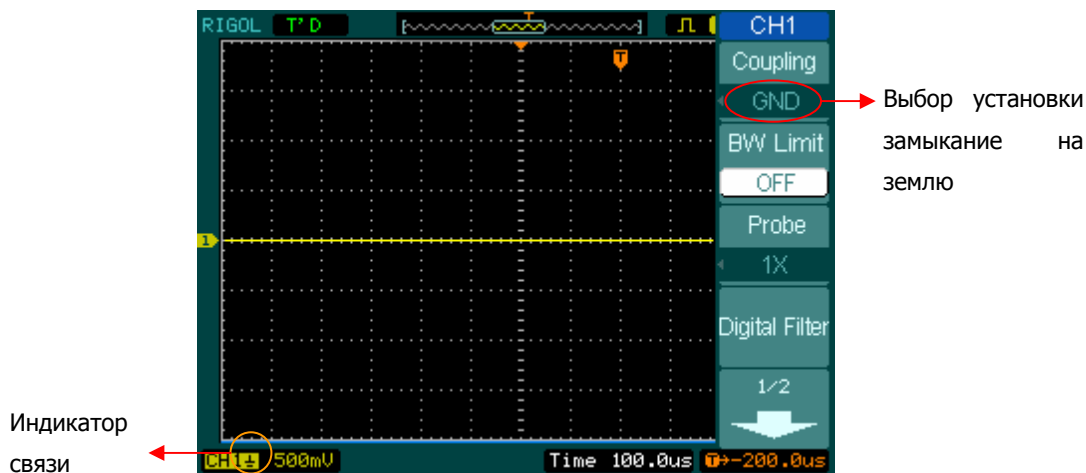 RIGOL T'D T CH1
T
Coupling
GND
BW Limit
OFF
Probe
1X
Digital Filter
1/2
1
CH1 500mV Time 100.0us T→-200.0us
Выбор установки
замыкание на
землю
Индикатор
связи